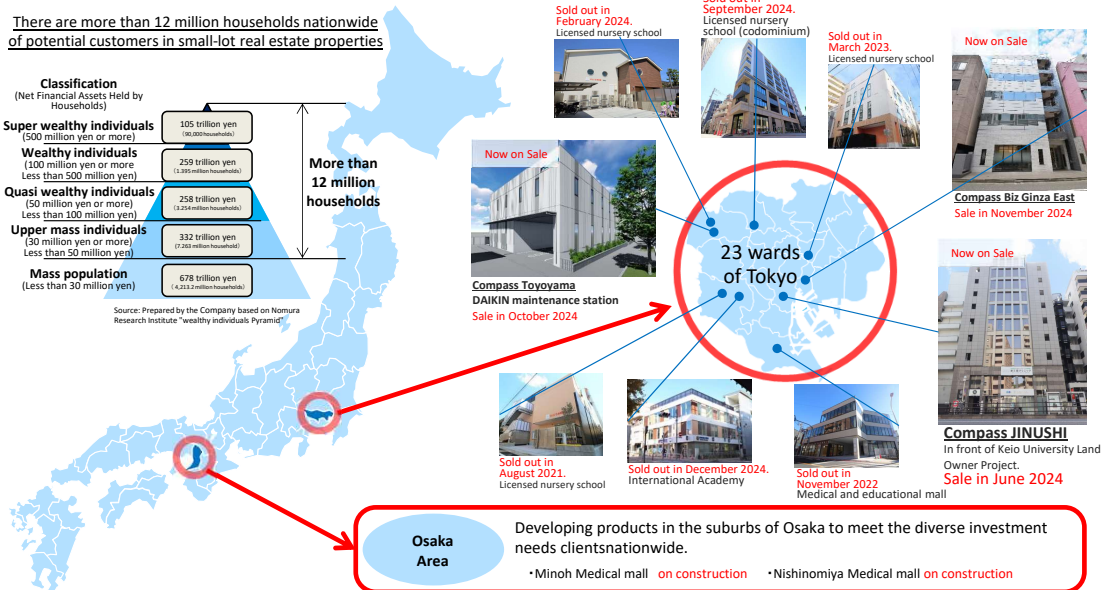 There are more than 12 million households nationwide
of potential customers in small-lot real estate properties
Classification
(Net Financial Assets Held by
Households)
Super wealthy individuals
(500 million yen or more)
105 trillion yen
(90,000 households)
Wealthy individuals
(100 million yen or more
Less than 500 million yen)
259 trillion yen
(1.395 million households)
Quasi wealthy individuals
(50 million yen or more)
Less than 100 million yen)
258 trillion yen
(3.254 million households)
Upper mass individuals
(30 million yen or more)
Less than 50 million yen)
332 trillion yen
(7.263 million household)
Mass population
(Less than 30 million yen)
678 trillion yen
( 4,213.2 million households)
More than
12 million
households
Source: Prepared by the Company based on Nomura
Research Institute "wealthy individuals Pyramid"
Sold out in
February 2024.
Licensed nursery school
Sold out in
September 2024.
Licensed nursery
school (codominium)
Sold out in
March 2023.
Licensed nursery school
Now on Sale
Compass Biz Ginza East
Sale in November 2024
Now on Sale
Compass Toyoyama
DAIKIN maintenance station
Sale in October 2024
23 wards
of Tokyo
Now on Sale
Compass JINUSHI
In front of Keio University Land
Owner Project.
Sale in June 2024
Sold out in
August 2021.
Licensed nursery school
Sold out in December 2024.
International Academy
Sold out in
November 2022
Medical and educational mall
Osaka
Area
Developing products in the suburbs of Osaka to meet the diverse investment
needs clientsnationwide.
・Minoh Medical mall on construction ・Nishinomiya Medical mall on construction